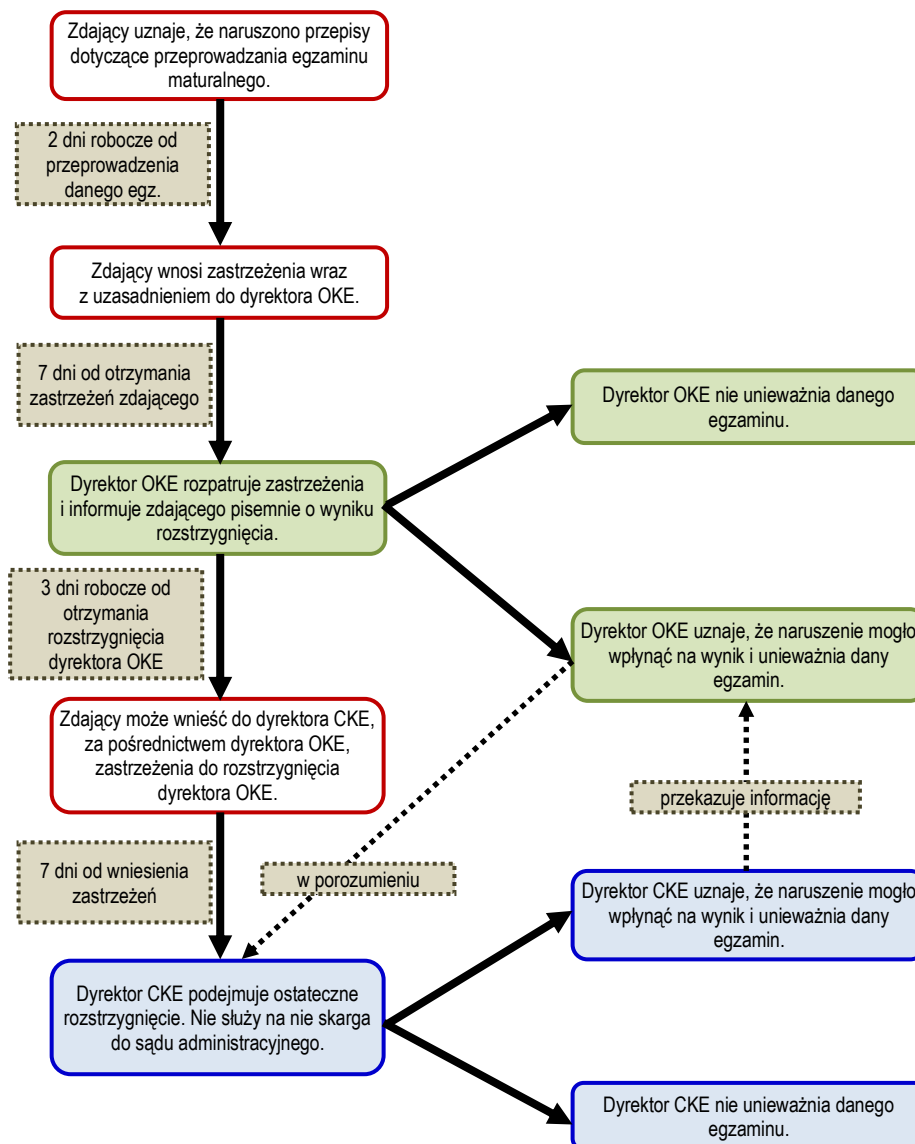 Zdający uznaje, że naruszono przepisy
dotyczące przeprowadzania egzaminu
maturalnego.
2 dni robocze od
przeprowadzenia
danego egz.
Zdający wnosi zastrzeżenia wraz
z uzasadnieniem do dyrektora OKE.
7 dni od otrzymania
zastrzeżeń zdającego
Dyrektor OKE nie unieważnia danego
egzaminu.
Dyrektor OKE rozpatruje zastrzeżenia
i informuje zdającego pisemnie o wyniku
rozstrzygnięcia.
3 dni robocze od
otrzymania
rozstrzygnięcia
dyrektora OKE
Dyrektor OKE uznaje, że naruszenie mogło
wpłynąć na wynik i unieważnia dany
egzamin.
Zdający może wnieść do dyrektora CKE,
za pośrednictwem dyrektora OKE,
zastrzeżenia do rozstrzygnięcia
dyrektora OKE.
przekazuje informację
7 dni od wniesienia
zastrzeżeń
w porozumieniu
Dyrektor CKE uznaje, że naruszenie mogło
wpłynąć na wynik i unieważnia dany
egzamin.
Dyrektor CKE podejmuje ostateczne
rozstrzygnięcie. Nie służy na nie skarga
do sądu administracyjnego.
Dyrektor CKE nie unieważnia danego
egzaminu.